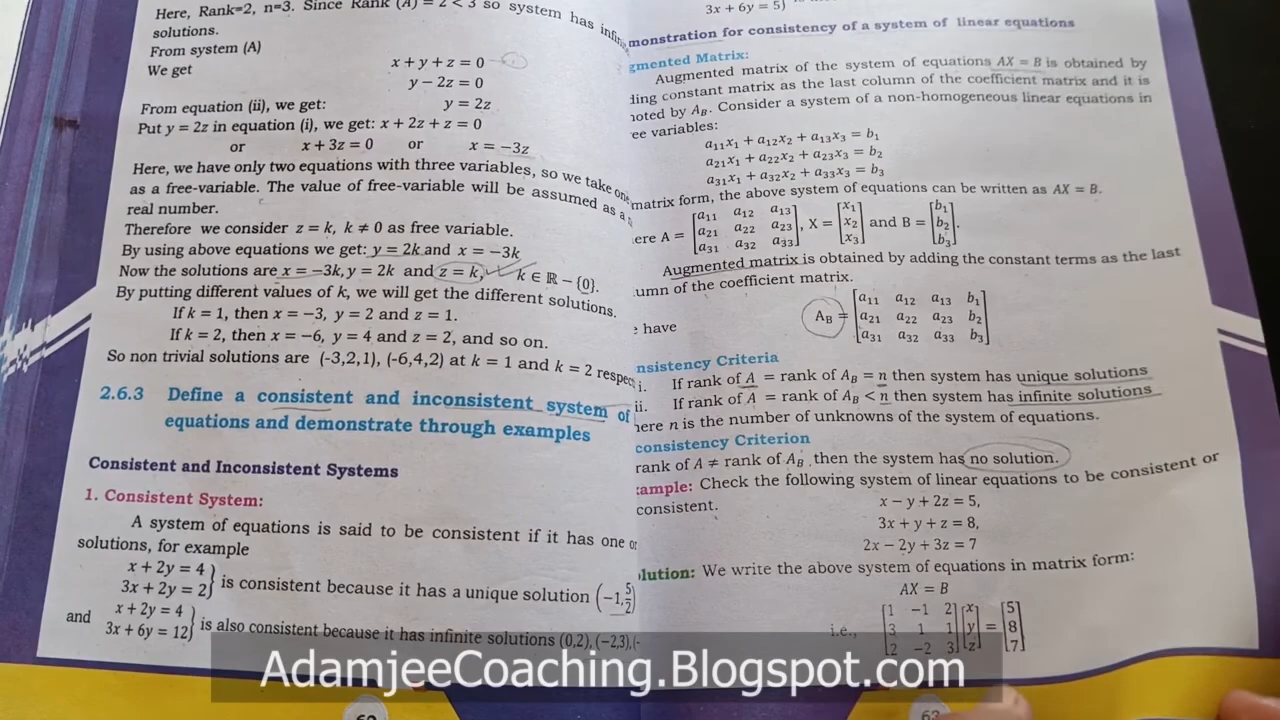 Here, Rank=2, n=3. Since Rank (A) = 2 < 3 so system has
solutions.
From system (A)
We get
x + y + z = 0
y − 2z = 0
From equation (ii), we get: y = 2z
Put y = 2z in equation (i), we get: x + 2z + z = 0
or x + 3z = 0 or x = −3z
Here, we have only two equations with three variables, so we take one
as a free-variable. The value of free-variable will be assumed as a
real number.
Therefore we consider z = k, k ≠ 0 as free variable.
By using above equations we get: y = 2k and x = −3k
Now the solutions are x = −3k, y = 2k and z = k, k ∈ ℝ − {0}.
By putting different values of k, we will get the different solutions.
If k = 1, then x = −3, y = 2 and z = 1.
If k = 2, then x = −6, y = 4 and z = 2, and so on.
So non trivial solutions are (-3,2,1), (-6,4,2) at k = 1 and k = 2 respec
2.6.3 Define a consistent and inconsistent system of
equations and demonstrate through examples
Consistent and Inconsistent Systems
1. Consistent System:
A system of equations is said to be consistent if it has one or
solutions, for example
x + 2y = 4
3x + 2y = 2} is consistent because it has a unique solution (−1, 5/2)
and x + 2y = 4
3x + 6y = 12} is also consistent because it has infinite solutions (0,2), (−2,3), (-
3x + 6y = 5}
monstration for consistency of a system of linear equations
gmented Matrix:
Augmented matrix of the system of equations AX = B is obtained by
ding constant matrix as the last column of the coefficient matrix and it is
noted by A_B. Consider a system of a non-homogeneous linear equations in
ee variables:
a₁₁x₁ + a₁₂x₂ + a₁₃x₃ = b₁
a₂₁x₁ + a₂₂x₂ + a₂₃x₃ = b₂
a₃₁x₁ + a₃₂x₂ + a₃₃x₃ = b₃
matrix form, the above system of equations can be written as AX = B.
ere A = [a₁₁ a₁₂ a₁₃; a₂₁ a₂₂ a₂₃; a₃₁ a₃₂ a₃₃], X = [x₁; x₂; x₃] and B = [b₁; b₂; b₃].
Augmented matrix is obtained by adding the constant terms as the last
umn of the coefficient matrix.
e have A_B = [a₁₁ a₁₂ a₁₃ b₁; a₂₁ a₂₂ a₂₃ b₂; a₃₁ a₃₂ a₃₃ b₃]
nsistency Criteria
i. If rank of A = rank of A_B = n then system has unique solutions
ii. If rank of A = rank of A_B < n then system has infinite solutions
here n is the number of unknowns of the system of equations.
consistency Criterion
rank of A ≠ rank of A_B, then the system has no solution.
ample: Check the following system of linear equations to be consistent or
consistent.
x − y + 2z = 5,
3x + y + z = 8,
2x − 2y + 3z = 7
lution: We write the above system of equations in matrix form:
AX = B
i.e., [1 −1 2; 3 1 1; 2 −2 3][x; y; z] = [5; 8; 7]
AdamjeeCoaching.Blogspot.com
63